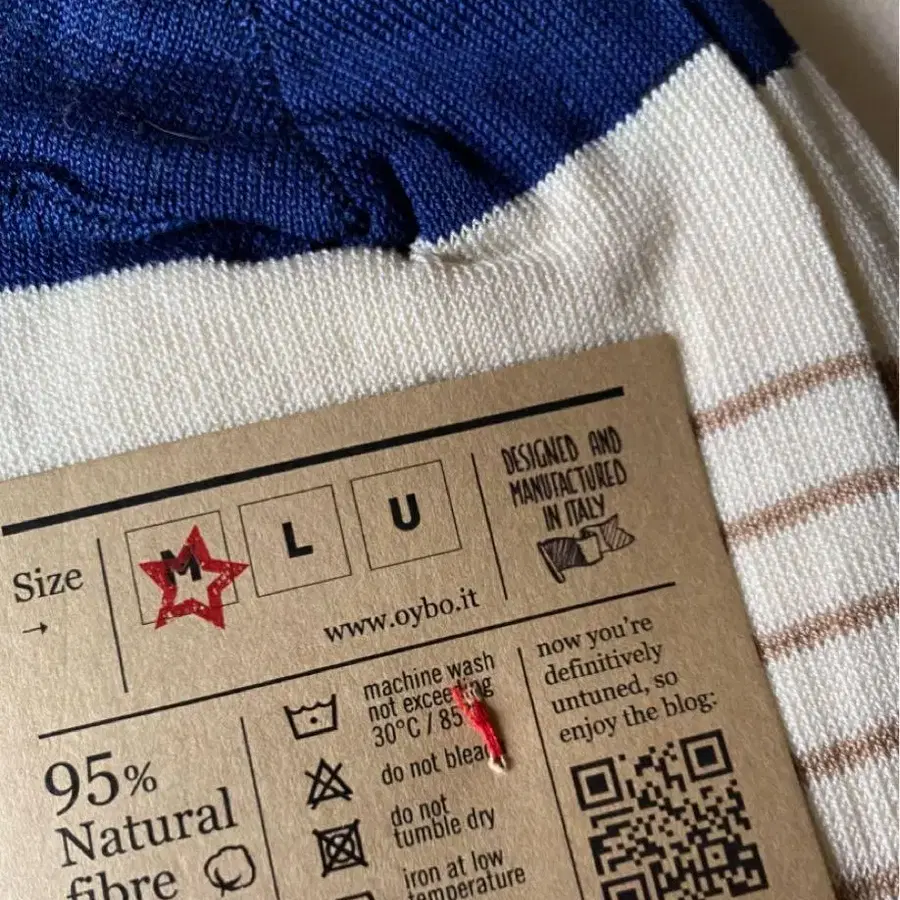 Size
→
M
L
U
www.oybo.it
DESIGNED AND
MANUFACTURED
IN ITALY
95%
Natural
fibre
machine wash
not exceeding
30°C / 85
do not bleach
do not
tumble dry
iron at low
temperature
now you're
definitively
untuned, so
enjoy the blog: